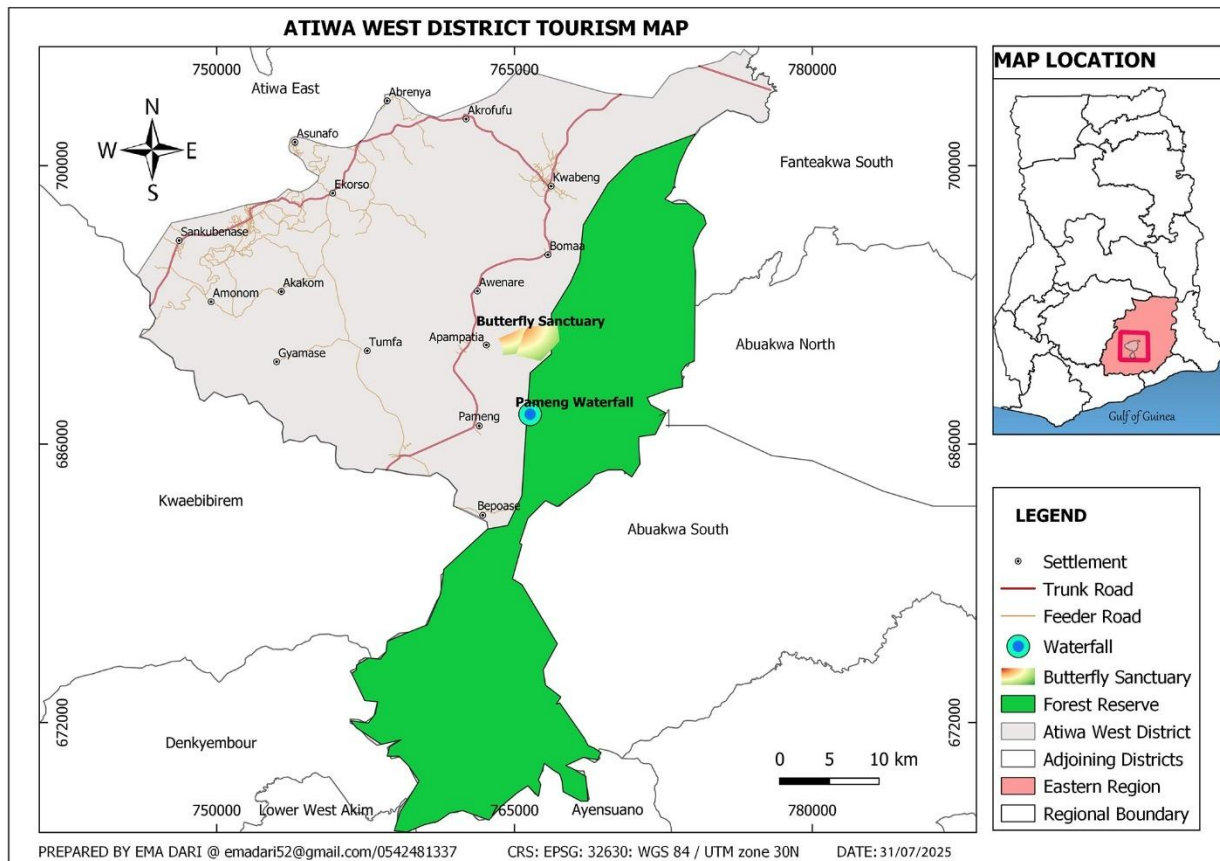 ATIWA WEST DISTRICT TOURISM MAP
750000
765000
780000
Atiwa East
Abrenya
Akrofufu
Asunafo
N
W
E
S
700000
Fanteakwa South
700000
Kwabeng
Ekorso
Sankubenase
Bomaa
Akakom
Awenare
Amonom
Butterfly Sanctuary
Apampatia
Tumfa
Abuakwa North
Gyamase
Pameng Waterfall
Pameng
686000
686000
Kwaebibirem
Bepoase
Abuakwa South
672000
672000
Denkyembour
0 5 10 km
750000
Lower West Akim
765000
Ayensuano
780000
MAP LOCATION
Gulf of Guinea
LEGEND
Settlement
Trunk Road
Feeder Road
Waterfall
Butterfly Sanctuary
Forest Reserve
Atiwa West District
Adjoining Districts
Eastern Region
Regional Boundary
PREPARED BY EMA DARI @ emadari52@gmail.com/0542481337 CRS: EPSG: 32630: WGS 84 / UTM zone 30N DATE: 31/07/2025